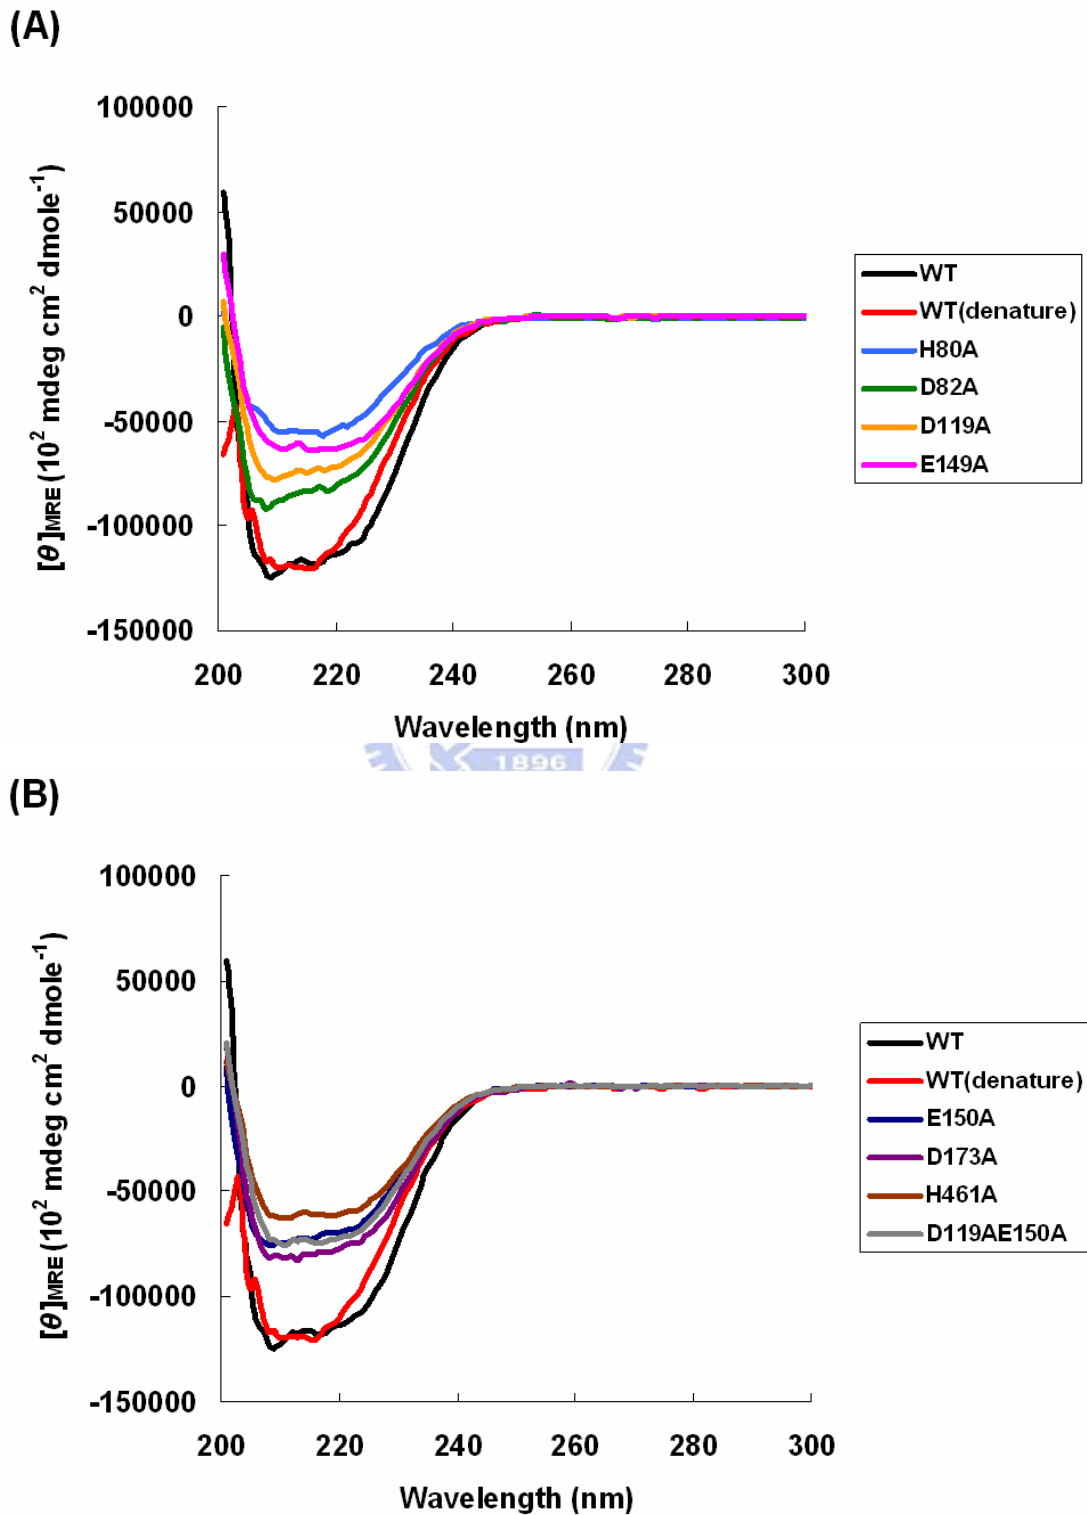 (A)
[θ]MRE (10² mdeg cm² dmole⁻¹)
100000
50000
0
-50000
-100000
-150000
200 220 240 260 280 300
Wavelength (nm)
WT
WT(denature)
H80A
D82A
D119A
E149A
1896
(B)
[θ]MRE (10² mdeg cm² dmole⁻¹)
100000
50000
0
-50000
-100000
-150000
200 220 240 260 280 300
Wavelength (nm)
WT
WT(denature)
E150A
D173A
H461A
D119AE150A